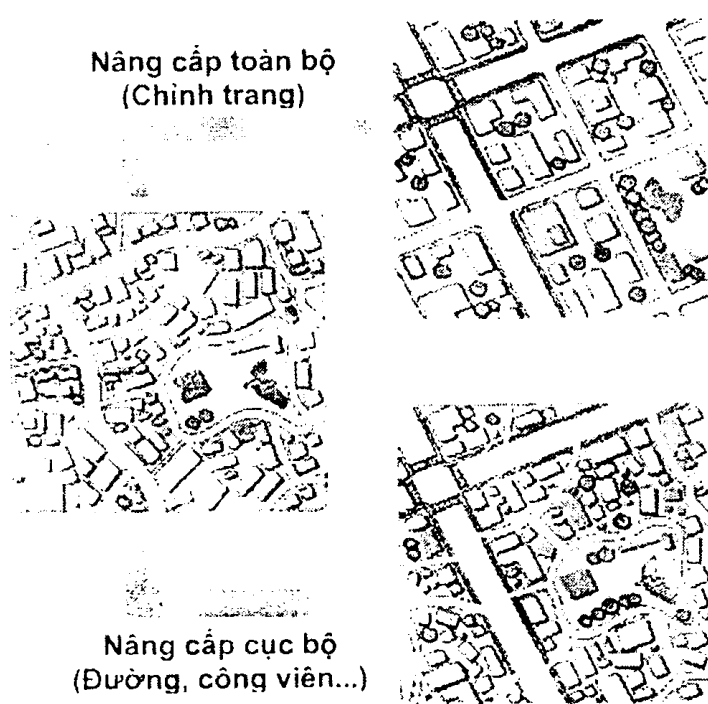 Nâng cấp toàn bộ
(Chỉnh trang)
Nâng cấp cục bộ
(Đường, công viên...)